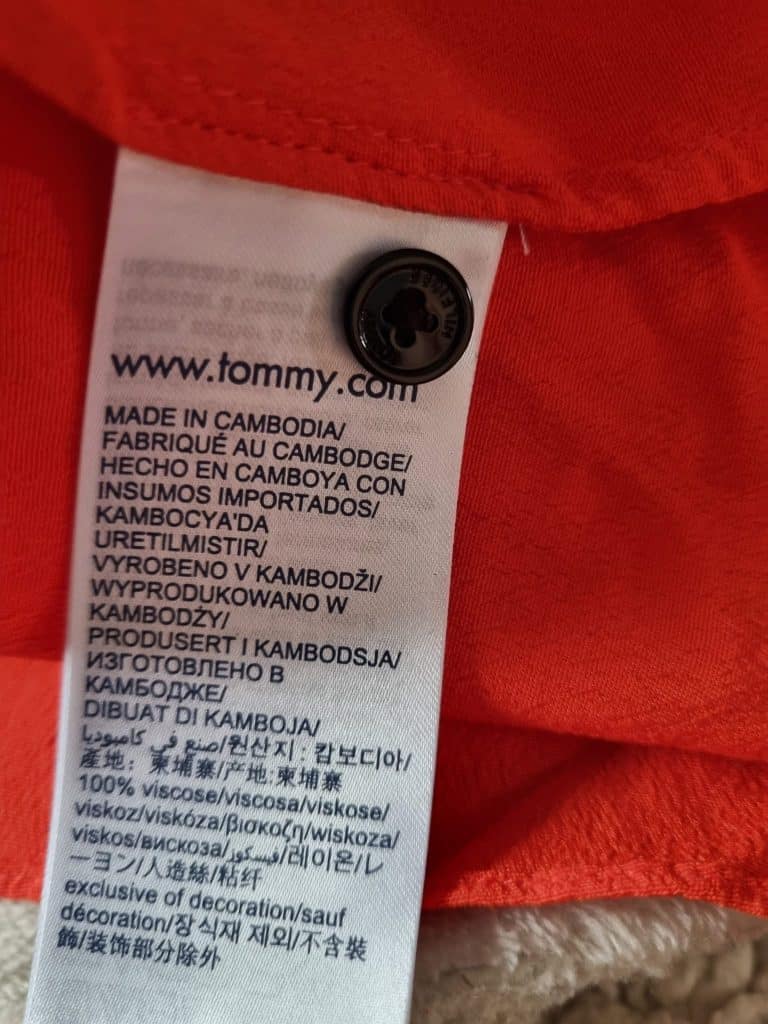 www.tommy.com
MADE IN CAMBODIA/
FABRIQUÉ AU CAMBODGE/
HECHO EN CAMBOYA CON
INSUMOS IMPORTADOS/
KAMBOCYA'DA
URETILMISTIR/
VYROBENO V KAMBODŽI/
WYPRODUKOWANO W
KAMBODŻY/
PRODUSERT I KAMBODSJA/
ИЗГОТОВЛЕНО В
КАМБОДЖЕ/
DIBUAT DI KAMBOJA/
صنع في كامبوديا/원산지 : 캄보디아/
產地：柬埔寨/产地:柬埔寨
100% viscose/viscosa/viskose/
viskoz/viskóza/βισκοζη/wiskoza/
viskos/вискоза/فيسكوز/레이온/レ
ーヨン/人造絲/粘纤
exclusive of decoration/sauf
décoration/장식재 제외/不含裝
飾/装饰部分除外